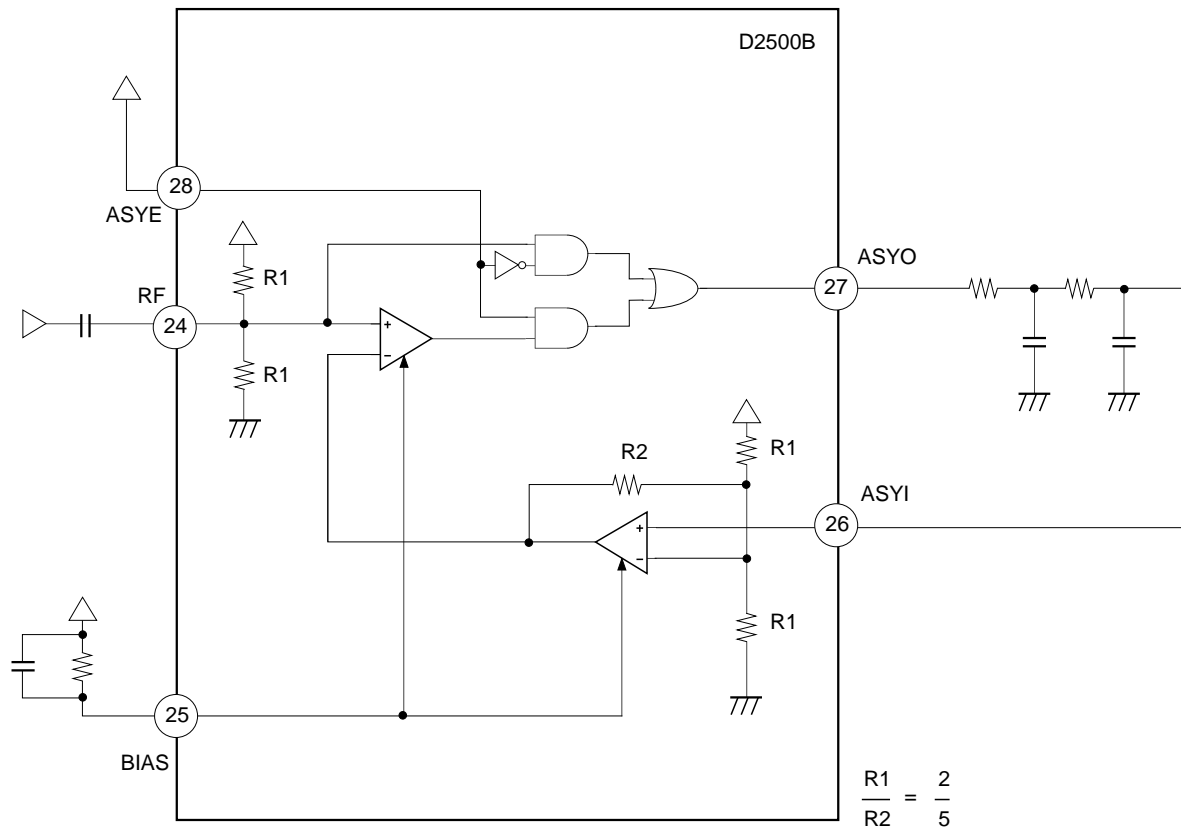 D2500B
28
ASYE
R1
RF
24
R1
+
−
ASYO
27
R2
R1
ASYI
26
+
−
R1
25
BIAS
R1
R2
=
2
5